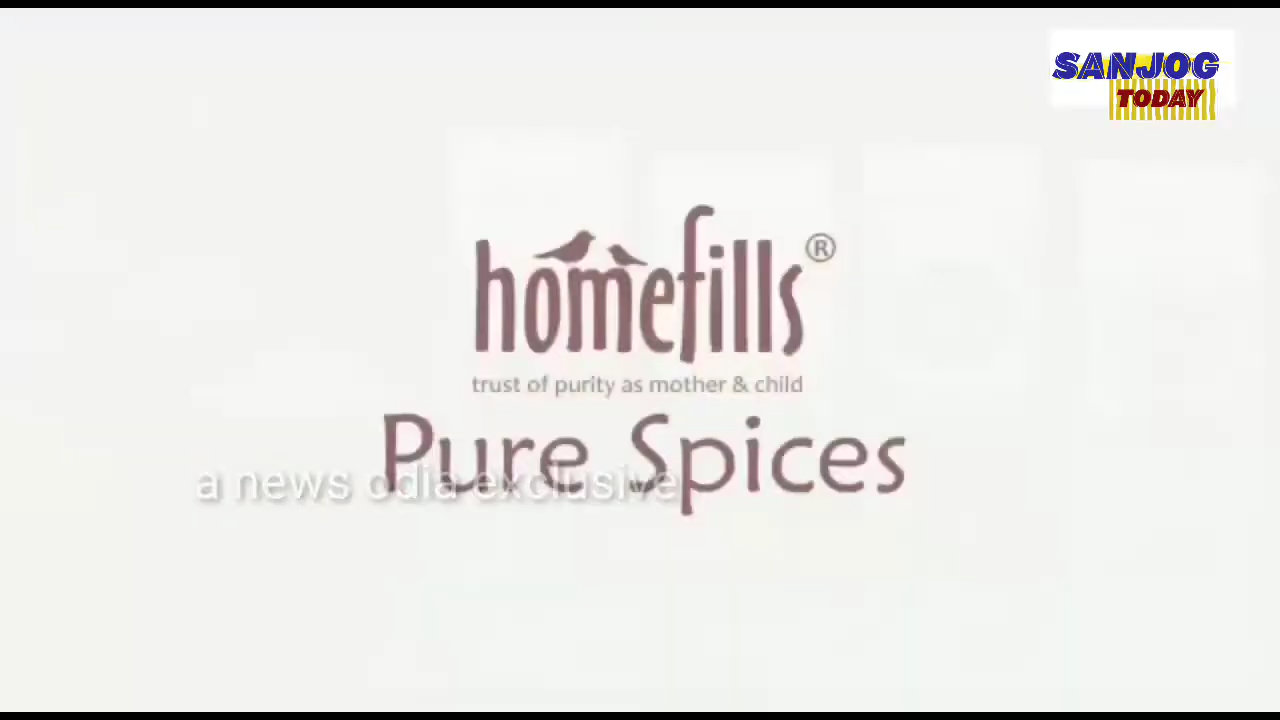 SANJOG
TODAY
homefills®
trust of purity as mother & child
Pure Spices
a news odia exclusive